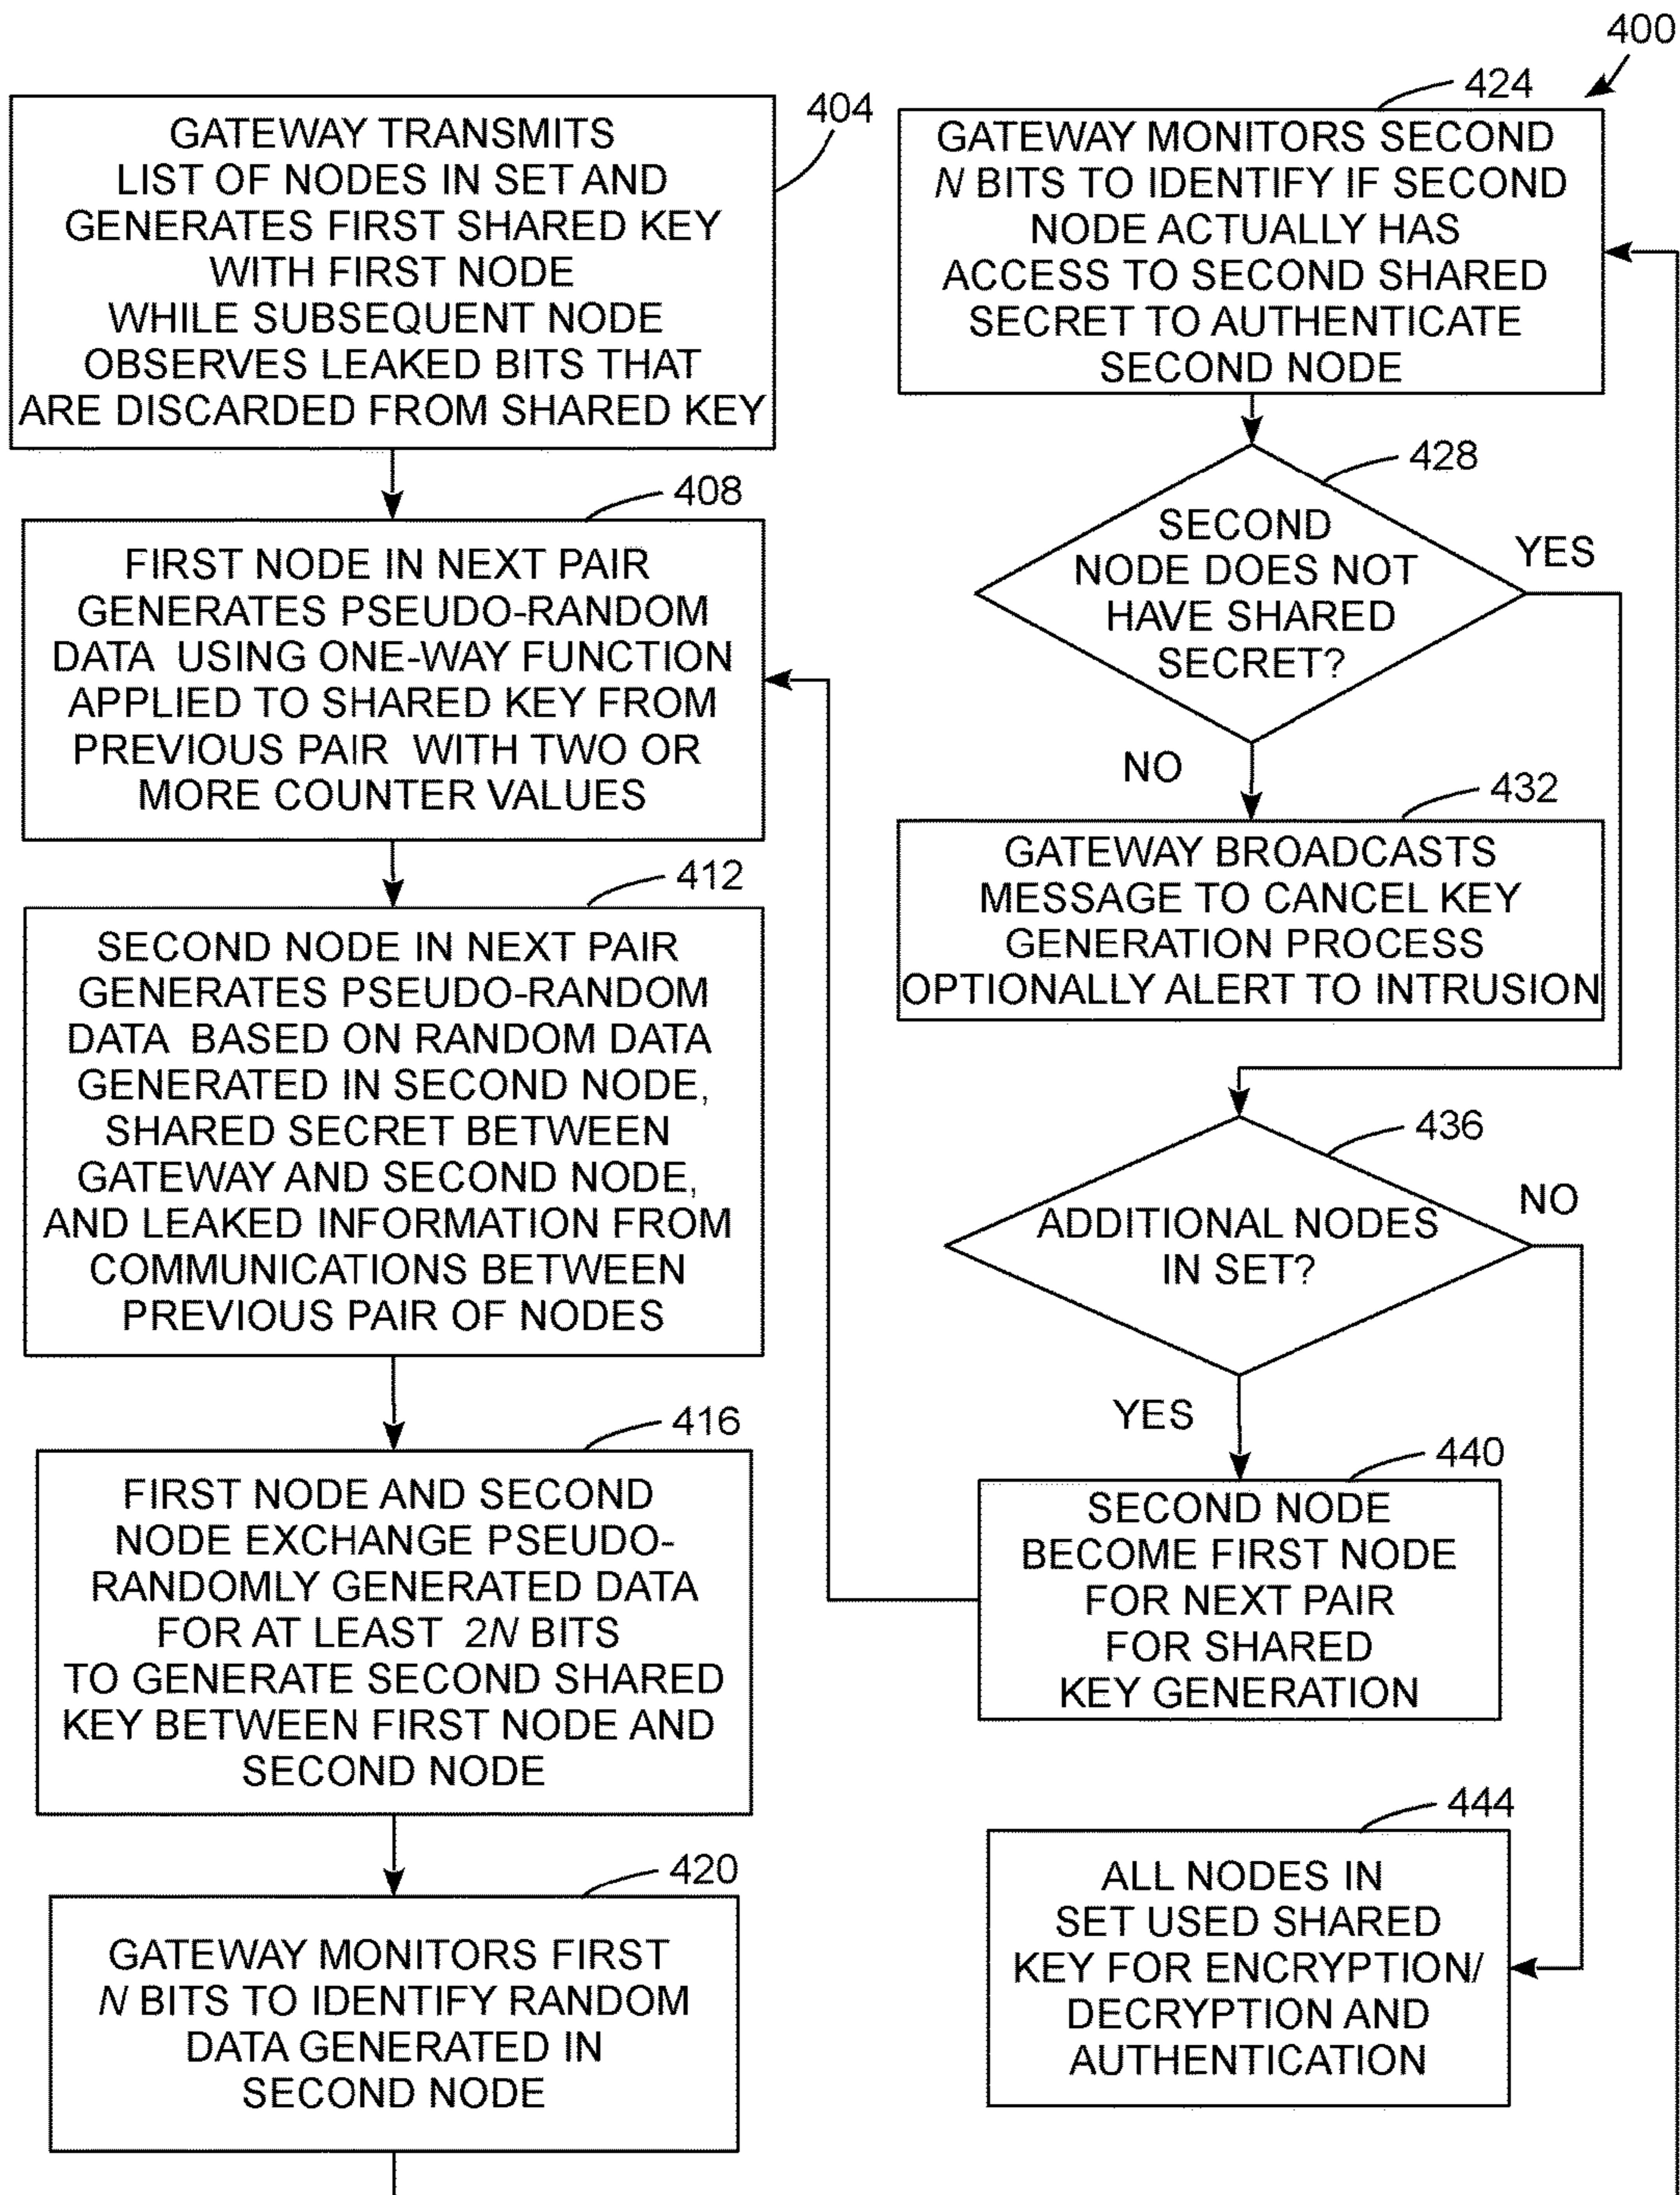 400
404
GATEWAY TRANSMITS
LIST OF NODES IN SET AND
GENERATES FIRST SHARED KEY
WITH FIRST NODE
WHILE SUBSEQUENT NODE
OBSERVES LEAKED BITS THAT
ARE DISCARDED FROM SHARED KEY
408
FIRST NODE IN NEXT PAIR
GENERATES PSEUDO-RANDOM
DATA USING ONE-WAY FUNCTION
APPLIED TO SHARED KEY FROM
PREVIOUS PAIR WITH TWO OR
MORE COUNTER VALUES
412
SECOND NODE IN NEXT PAIR
GENERATES PSEUDO-RANDOM
DATA BASED ON RANDOM DATA
GENERATED IN SECOND NODE,
SHARED SECRET BETWEEN
GATEWAY AND SECOND NODE,
AND LEAKED INFORMATION FROM
COMMUNICATIONS BETWEEN
PREVIOUS PAIR OF NODES
416
FIRST NODE AND SECOND
NODE EXCHANGE PSEUDO-
RANDOMLY GENERATED DATA
FOR AT LEAST 2N BITS
TO GENERATE SECOND SHARED
KEY BETWEEN FIRST NODE AND
SECOND NODE
420
GATEWAY MONITORS FIRST
N BITS TO IDENTIFY RANDOM
DATA GENERATED IN
SECOND NODE
424
GATEWAY MONITORS SECOND
N BITS TO IDENTIFY IF SECOND
NODE ACTUALLY HAS
ACCESS TO SECOND SHARED
SECRET TO AUTHENTICATE
SECOND NODE
428
SECOND
NODE DOES NOT
HAVE SHARED
SECRET?
YES
NO
432
GATEWAY BROADCASTS
MESSAGE TO CANCEL KEY
GENERATION PROCESS
OPTIONALLY ALERT TO INTRUSION
436
ADDITIONAL NODES
IN SET?
NO
YES
440
SECOND NODE
BECOME FIRST NODE
FOR NEXT PAIR
FOR SHARED
KEY GENERATION
444
ALL NODES IN
SET USED SHARED
KEY FOR ENCRYPTION/
DECRYPTION AND
AUTHENTICATION